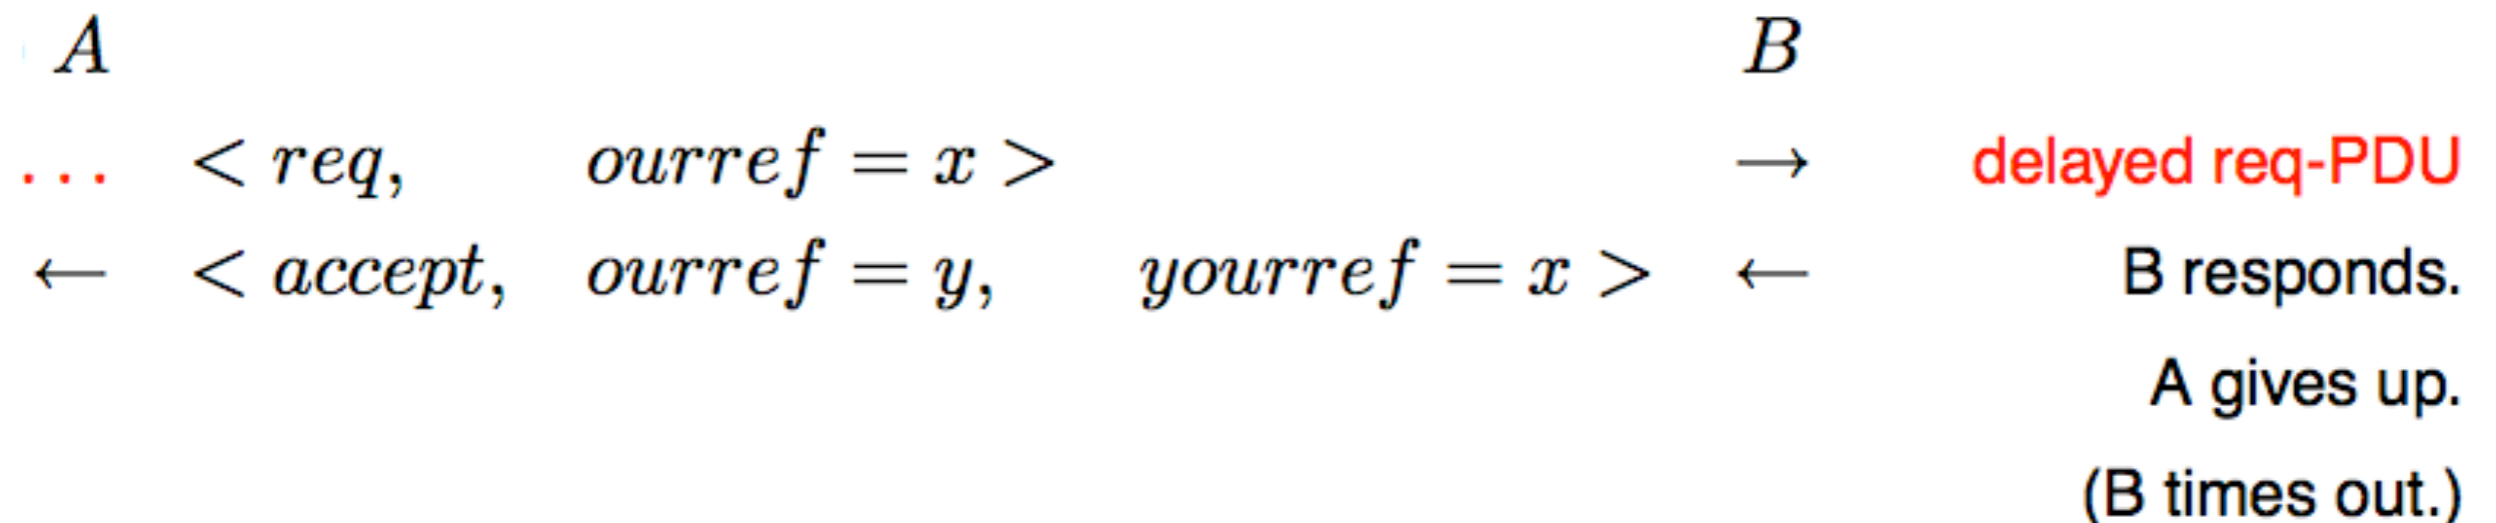 A B
... < req, ourref = x > → delayed req-PDU
← < accept, ourref = y, yourref = x > ← B responds.
A gives up.
(B times out.)